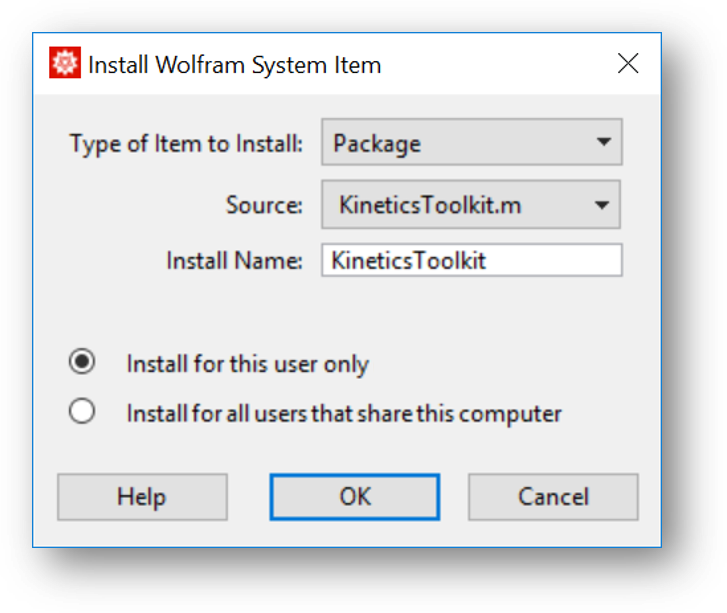 Install Wolfram System Item
Type of Item to Install: Package
Source: KineticsToolkit.m
Install Name: KineticsToolkit
Install for this user only
Install for all users that share this computer
Help OK Cancel